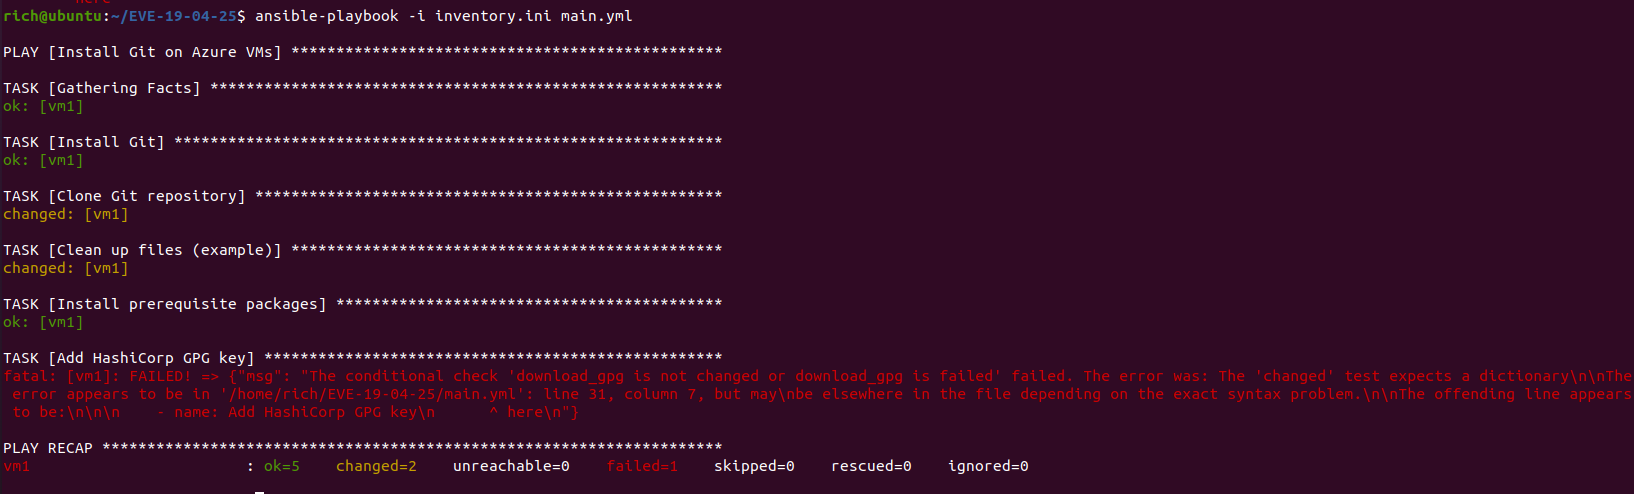 here
rich@ubuntu:~/EVE-19-04-25$ ansible-playbook -i inventory.ini main.yml
PLAY [Install Git on Azure VMs] ************************************************
TASK [Gathering Facts] *********************************************************
ok: [vm1]
TASK [Install Git] *************************************************************
ok: [vm1]
TASK [Clone Git repository] ****************************************************
changed: [vm1]
TASK [Clean up files (example)] ************************************************
changed: [vm1]
TASK [Install prerequisite packages] *******************************************
ok: [vm1]
TASK [Add HashiCorp GPG key] ***************************************************
fatal: [vm1]: FAILED! => {"msg": "The conditional check 'download_gpg is not changed or download_gpg is failed' failed. The error was: The 'changed' test expects a dictionary\n\nThe
error appears to be in '/home/rich/EVE-19-04-25/main.yml': line 31, column 7, but may\nbe elsewhere in the file depending on the exact syntax problem.\n\nThe offending line appears
to be:\n\n\n    - name: Add HashiCorp GPG key\n      ^ here\n"}
PLAY RECAP *********************************************************************
vm1                        : ok=5    changed=2    unreachable=0    failed=1    skipped=0    rescued=0    ignored=0